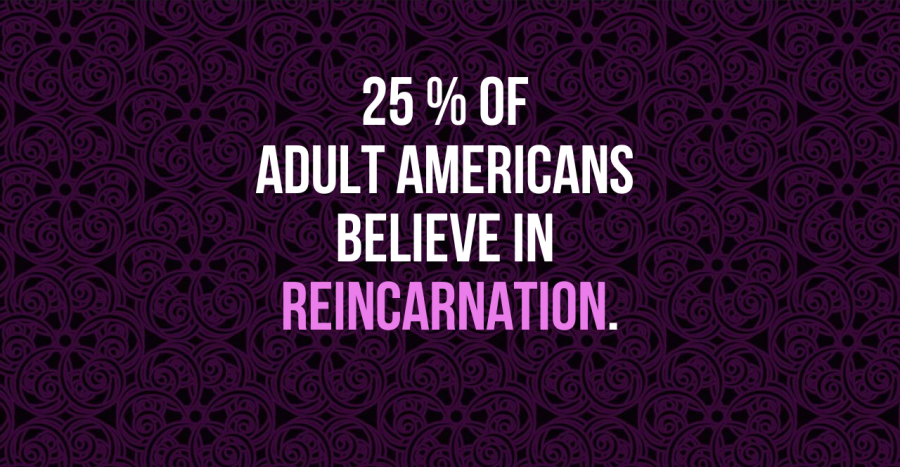 25 % OF
ADULT AMERICANS
BELIEVE IN
REINCARNATION.